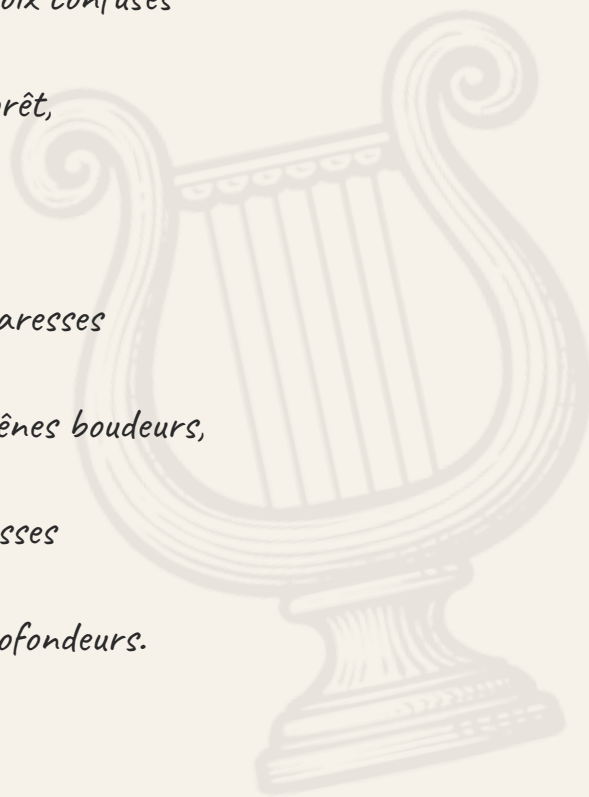 oix confuses
rêt,
aresses
ênes boudeurs,
sses
ofondeurs.